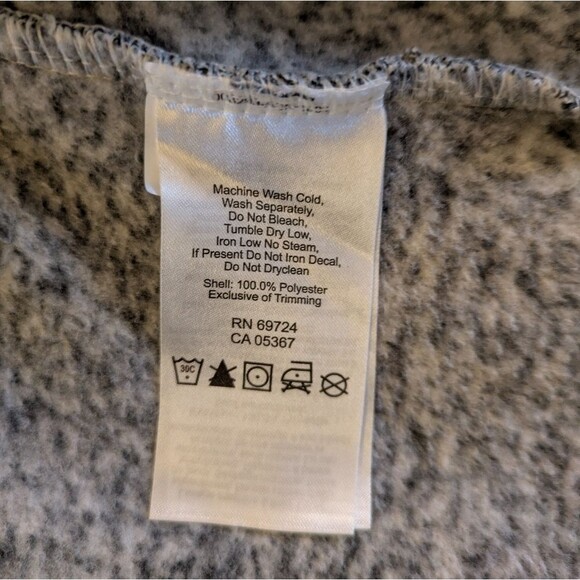 Machine Wash Cold,
Wash Separately,
Do Not Bleach,
Tumble Dry Low,
Iron Low No Steam,
If Present Do Not Iron Decal,
Do Not Dryclean
Shell: 100.0% Polyester
Exclusive of Trimming
RN 69724
CA 05367
30C